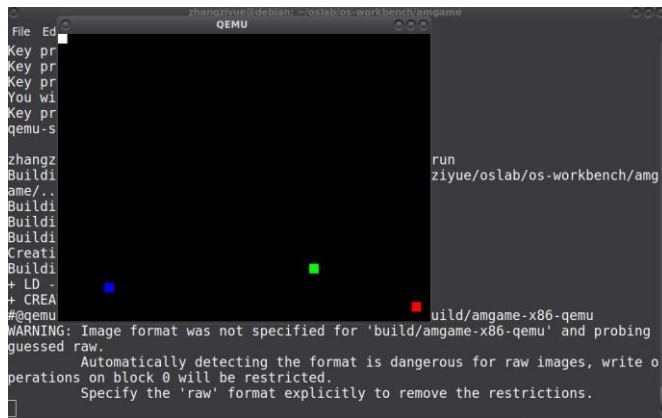 zhangziyue@debian: ~/oslab/os-workbench/amgame
QEMU
File Ed
Key pr
Key pr
Key pr
You wi
Key pr
qemu-s
zhangz run
Buildi ziyue/oslab/os-workbench/amg
ame/..
Buildi
Buildi
Buildi
Creati
Buildi
+ LD -
+ CREA
#@qemu uild/amgame-x86-qemu
WARNING: Image format was not specified for 'build/amgame-x86-qemu' and probing
guessed raw.
Automatically detecting the format is dangerous for raw images, write o
perations on block 0 will be restricted.
Specify the 'raw' format explicitly to remove the restrictions.